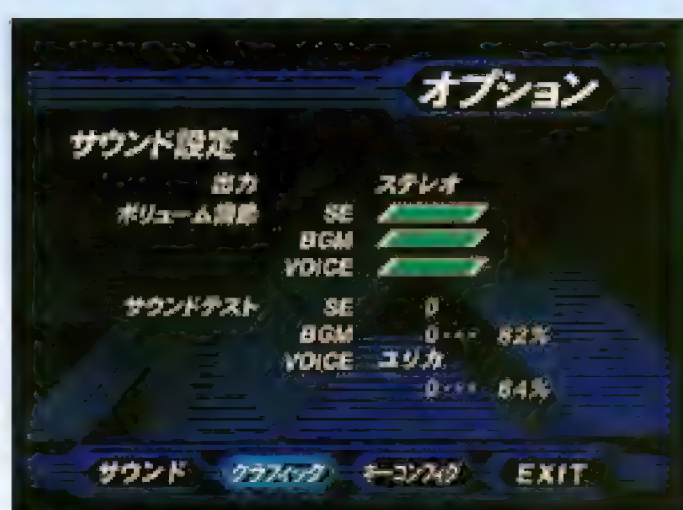 オプション
サウンド設定
出力 ステレオ
ボリューム調節 SE
BGM
VOICE
サウンドテスト SE 0
BGM 0--- 82%
VOICE ユリカ
0--- 64%
サウンド グラフィック キーコンフィグ EXIT